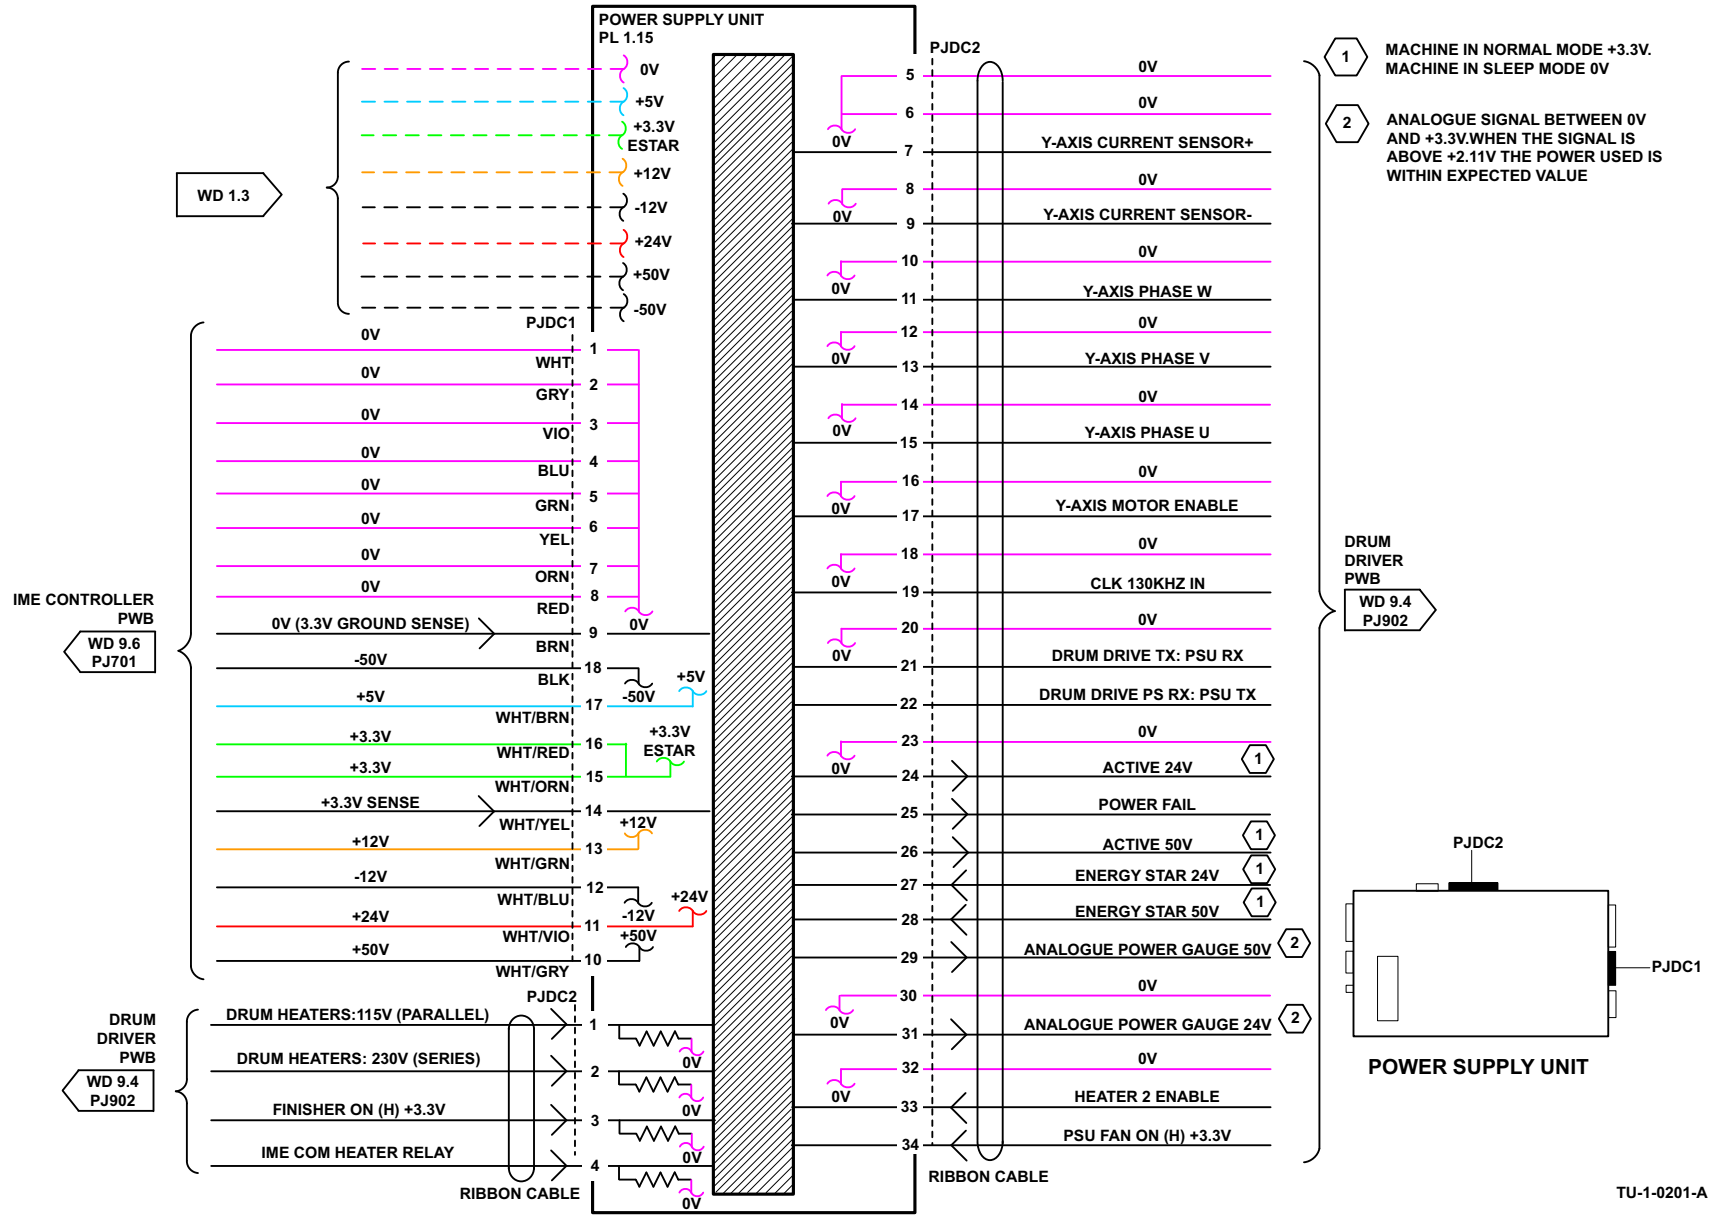 POWER SUPPLY UNIT
PL 1.15
0V
+5V
+3.3V
ESTAR
+12V
-12V
+24V
+50V
-50V
WD 1.3
PJDC1
0V
1
WHT
0V
2
GRY
0V
3
VIO
0V
4
BLU
0V
5
GRN
0V
6
YEL
0V
7
ORN
0V
8
RED
0V
0V (3.3V GROUND SENSE)
9
BRN
-50V
18
BLK
-50V
+5V
+5V
17
WHT/BRN
+3.3V
16
WHT/RED
+3.3V
ESTAR
+3.3V
15
WHT/ORN
+3.3V SENSE
14
WHT/YEL
+12V
+12V
13
WHT/GRN
-12V
12
WHT/BLU
-12V
+24V
+24V
11
WHT/VIO
+50V
+50V
10
WHT/GRY
IME CONTROLLER
PWB
WD 9.6
PJ701
PJDC2
DRUM HEATERS:115V (PARALLEL)
1
0V
DRUM HEATERS: 230V (SERIES)
2
0V
FINISHER ON (H) +3.3V
3
0V
IME COM HEATER RELAY
4
0V
RIBBON CABLE
DRUM
DRIVER
PWB
WD 9.4
PJ902
PJDC2
5
0V
6
0V
0V
7
Y-AXIS CURRENT SENSOR+
8
0V
0V
9
Y-AXIS CURRENT SENSOR-
10
0V
0V
11
Y-AXIS PHASE W
12
0V
0V
13
Y-AXIS PHASE V
14
0V
0V
15
Y-AXIS PHASE U
16
0V
0V
17
Y-AXIS MOTOR ENABLE
18
0V
0V
19
CLK 130KHZ IN
20
0V
0V
21
DRUM DRIVE TX: PSU RX
22
DRUM DRIVE PS RX: PSU TX
23
0V
0V
24
ACTIVE 24V
1
25
POWER FAIL
26
ACTIVE 50V
1
27
ENERGY STAR 24V
1
28
ENERGY STAR 50V
1
29
ANALOGUE POWER GAUGE 50V
2
30
0V
0V
31
ANALOGUE POWER GAUGE 24V
2
32
0V
0V
33
HEATER 2 ENABLE
34
PSU FAN ON (H) +3.3V
RIBBON CABLE
DRUM
DRIVER
PWB
WD 9.4
PJ902
1
MACHINE IN NORMAL MODE +3.3V.
MACHINE IN SLEEP MODE 0V
2
ANALOGUE SIGNAL BETWEEN 0V
AND +3.3V.WHEN THE SIGNAL IS
ABOVE +2.11V THE POWER USED IS
WITHIN EXPECTED VALUE
PJDC2
PJDC1
POWER SUPPLY UNIT
TU-1-0201-A